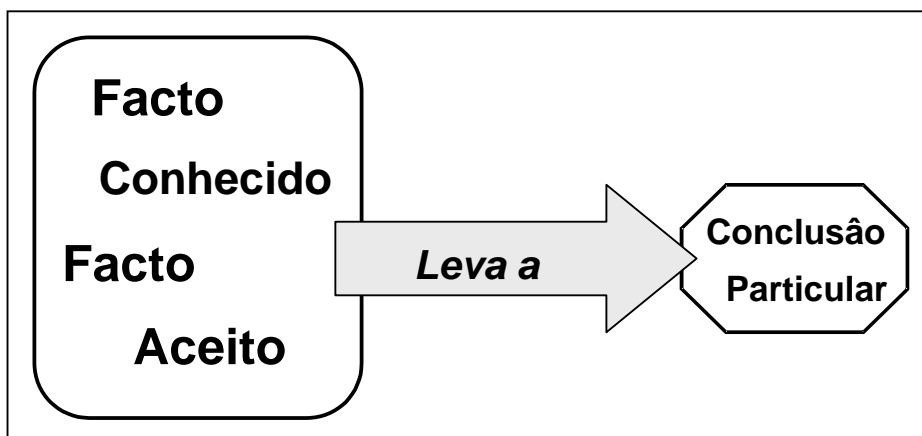 Facto
Conhecido
Facto
Aceito
Leva a
Conclusâo
Particular